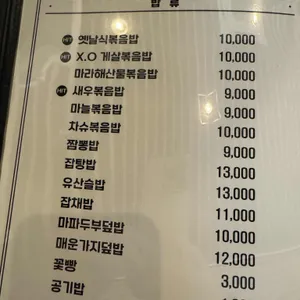 밥 류
HIT 옛날식볶음밥 10,000
HIT X.O 게살볶음밥 10,000
마라해산물볶음밥 10,000
HIT 새우볶음밥 9,000
마늘볶음밥 9,000
차슈볶음밥 10,000
짬뽕밥 9,000
잡탕밥 13,000
유산슬밥 13,000
잡채밥 11,000
마파두부덮밥 10,000
매운가지덮밥 12,000
꽃빵 3,000
공기밥